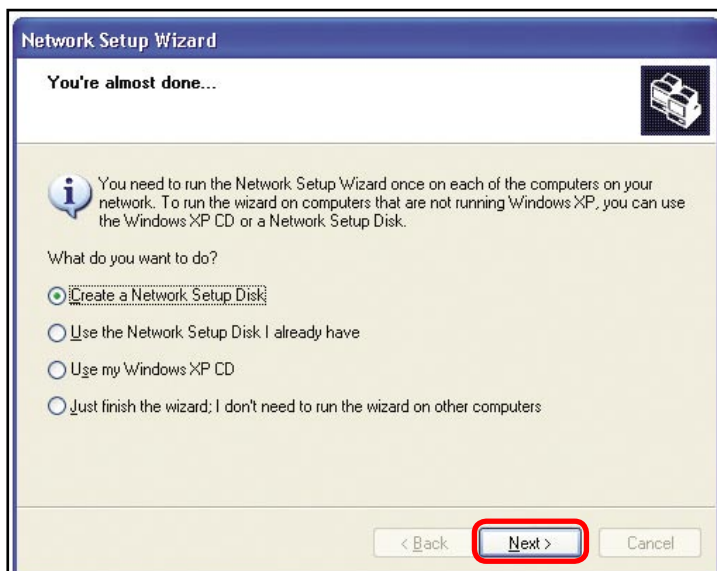 Network Setup Wizard
You're almost done...
You need to run the Network Setup Wizard once on each of the computers on your
network. To run the wizard on computers that are not running Windows XP, you can use
the Windows XP CD or a Network Setup Disk.
What do you want to do?
Create a Network Setup Disk
Use the Network Setup Disk I already have
Use my Windows XP CD
Just finish the wizard; I don't need to run the wizard on other computers
< Back Next > Cancel